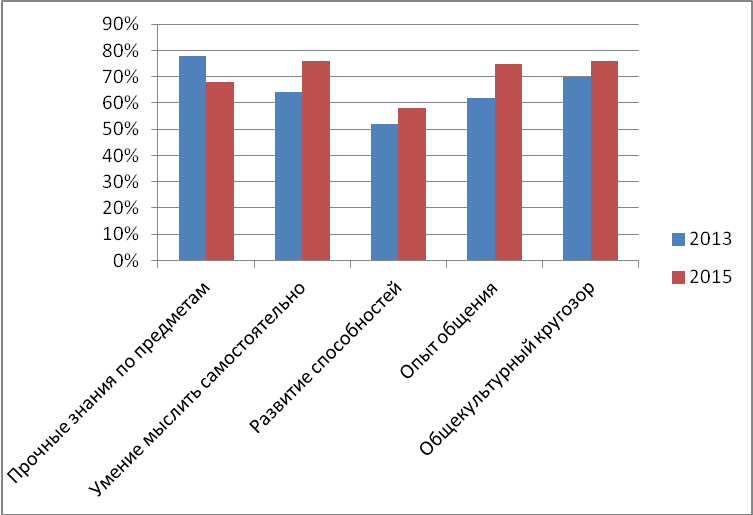 90%
80%
70%
60%
50%
40%
30%
20%
10%
0%
Прочные знания по предметам
Умение мыслить самостоятельно
Развитие способностей
Опыт общения
Общекультурный кругозор
2013
2015